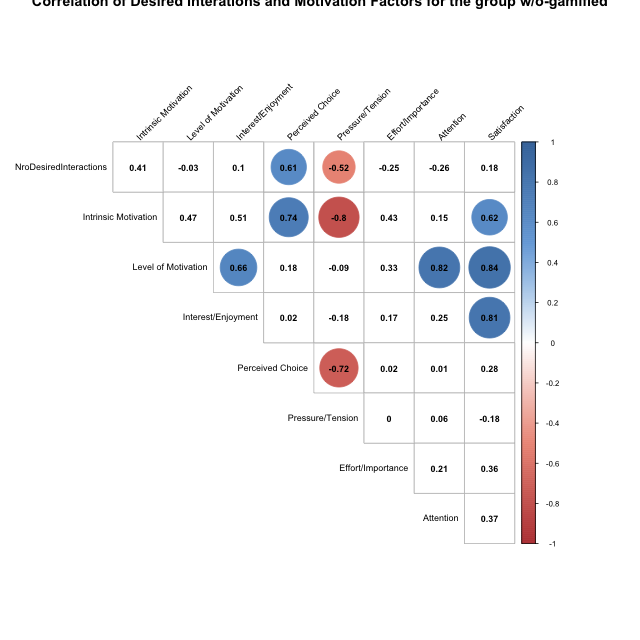 Correlation of Desired Interations and Motivation Factors for the group w/o-gamified
Intrinsic Motivation
Level of Motivation
Interest/Enjoyment
Perceived Choice
Pressure/Tension
Effort/Importance
Attention
Satisfaction
NroDesiredInteractions 0.41 -0.03 0.1 0.61 -0.52 -0.25 -0.26 0.18
Intrinsic Motivation 0.47 0.51 0.74 -0.8 0.43 0.15 0.62
Level of Motivation 0.66 0.18 -0.09 0.33 0.82 0.84
Interest/Enjoyment 0.02 -0.18 0.17 0.25 0.81
Perceived Choice -0.72 0.02 0.01 0.28
Pressure/Tension 0 0.06 -0.18
Effort/Importance 0.21 0.36
Attention 0.37
1
0.8
0.6
0.4
0.2
0
-0.2
-0.4
-0.6
-0.8
-1